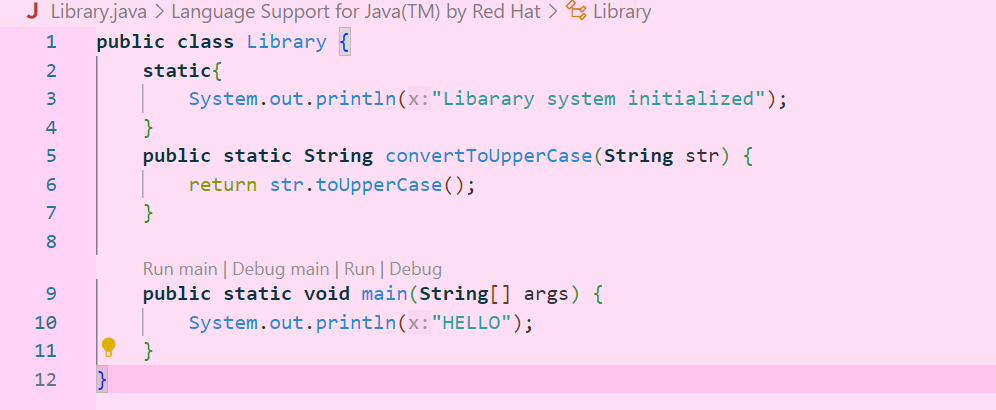 Library.java > Language Support for Java(TM) by Red Hat > Library
1 public class Library {
2 static{
3 System.out.println(x:"Libarary system initialized");
4 }
5 public static String convertToUpperCase(String str) {
6 return str.toUpperCase();
7 }
8
Run main | Debug main | Run | Debug
9 public static void main(String[] args) {
10 System.out.println(x:"HELLO");
11 }
12 }